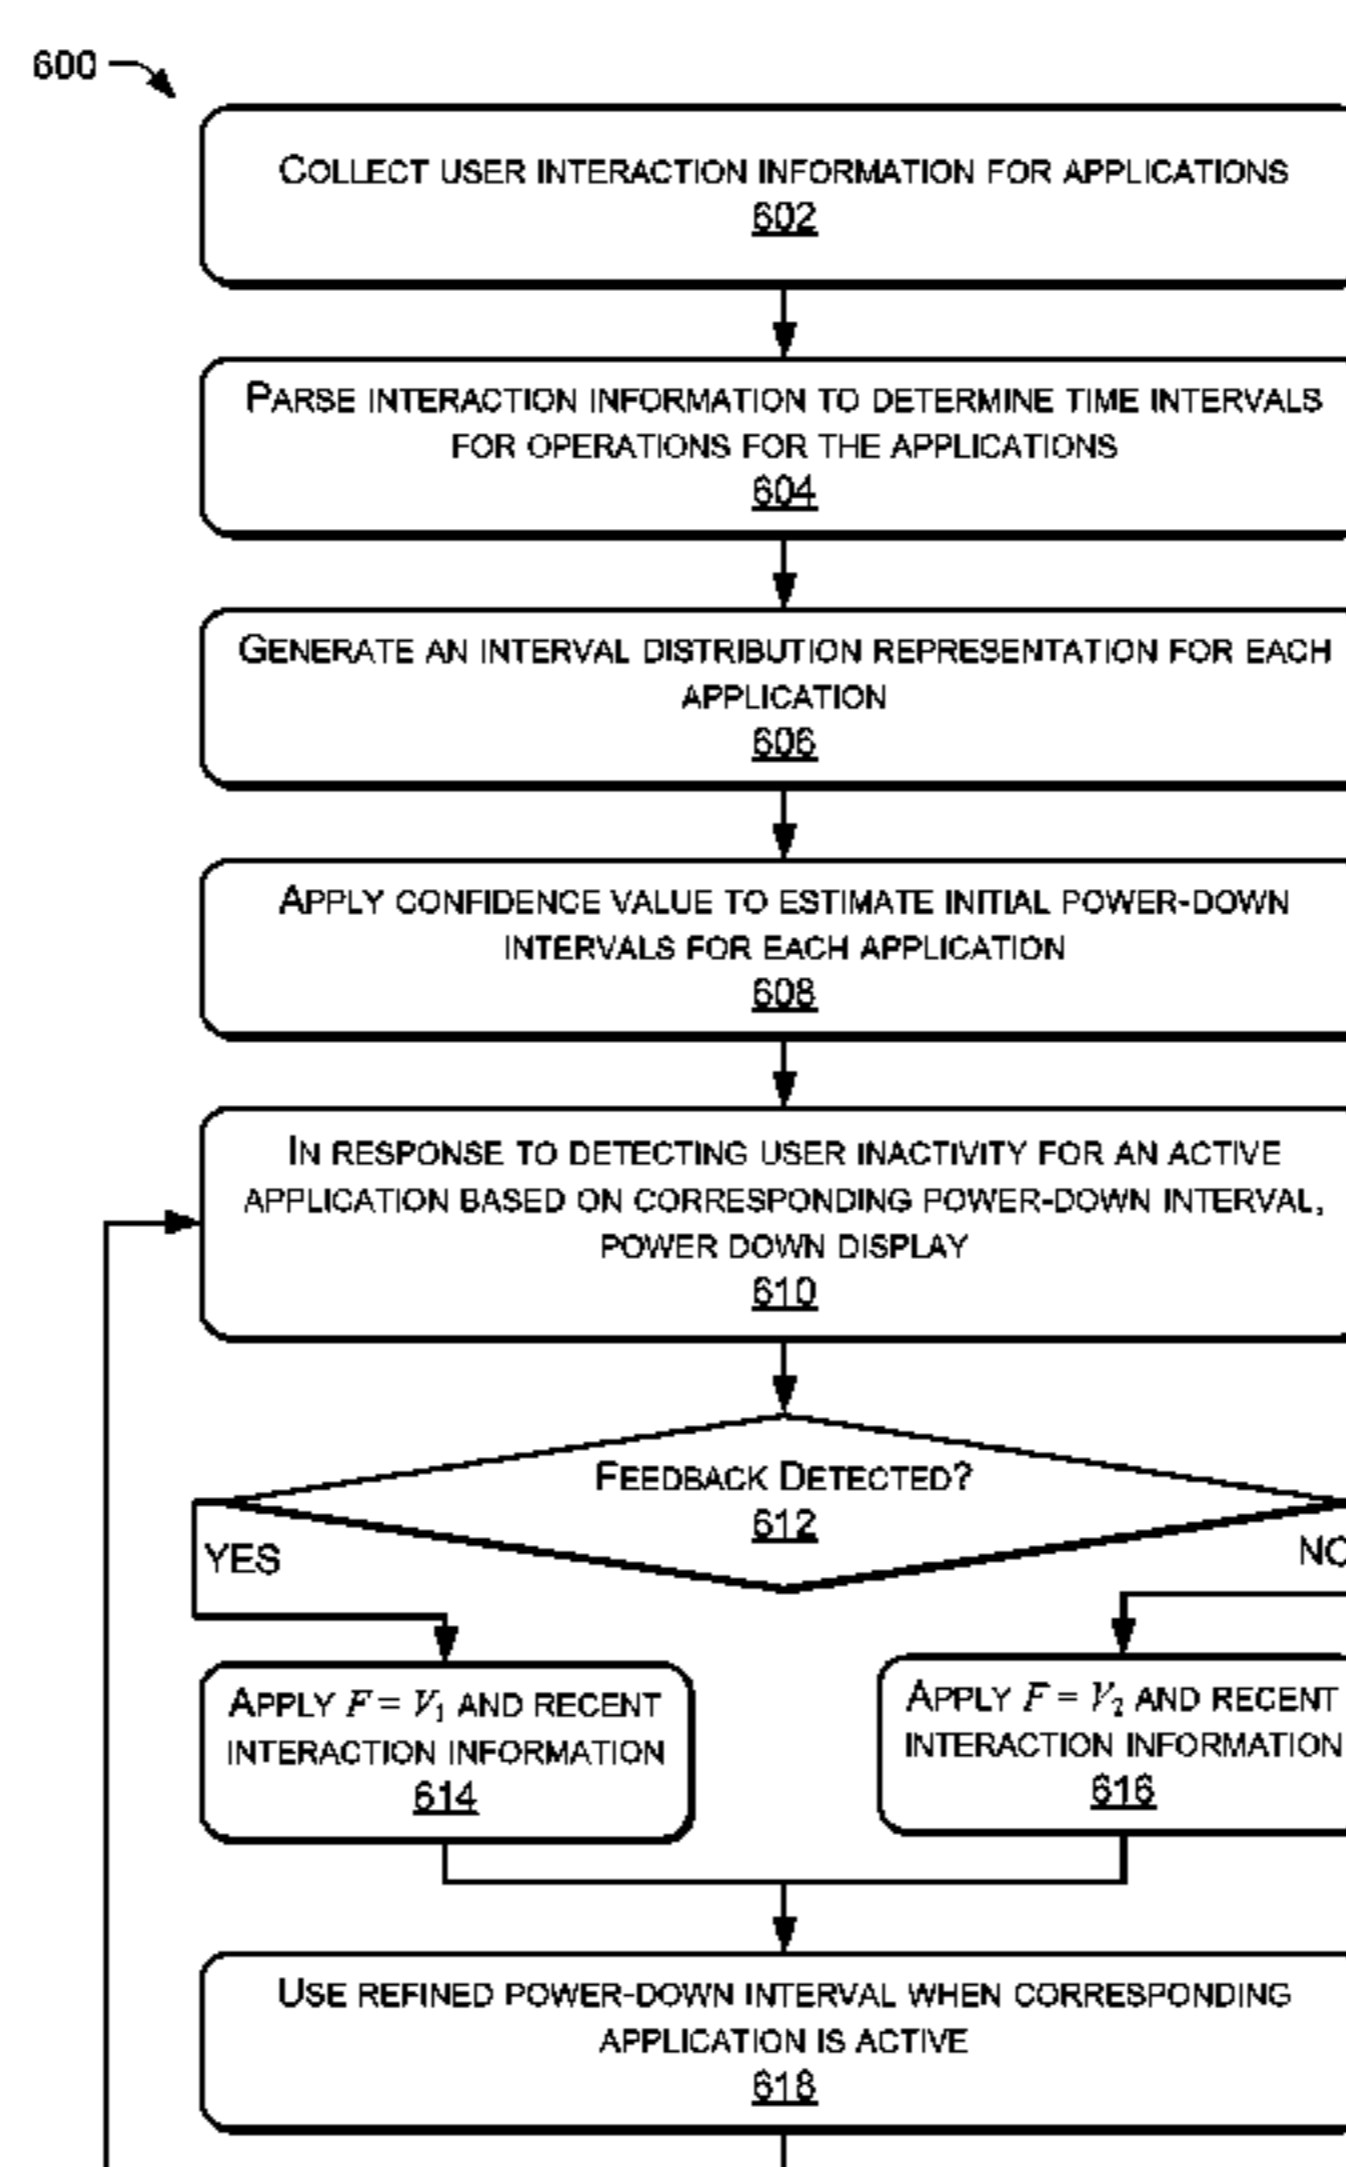 600
COLLECT USER INTERACTION INFORMATION FOR APPLICATIONS
602
PARSE INTERACTION INFORMATION TO DETERMINE TIME INTERVALS
FOR OPERATIONS FOR THE APPLICATIONS
604
GENERATE AN INTERVAL DISTRIBUTION REPRESENTATION FOR EACH
APPLICATION
606
APPLY CONFIDENCE VALUE TO ESTIMATE INITIAL POWER-DOWN
INTERVALS FOR EACH APPLICATION
608
IN RESPONSE TO DETECTING USER INACTIVITY FOR AN ACTIVE
APPLICATION BASED ON CORRESPONDING POWER-DOWN INTERVAL,
POWER DOWN DISPLAY
610
FEEDBACK DETECTED?
612
YES
NO
APPLY F = V₁ AND RECENT
INTERACTION INFORMATION
614
APPLY F = V₂ AND RECENT
INTERACTION INFORMATION
616
USE REFINED POWER-DOWN INTERVAL WHEN CORRESPONDING
APPLICATION IS ACTIVE
618